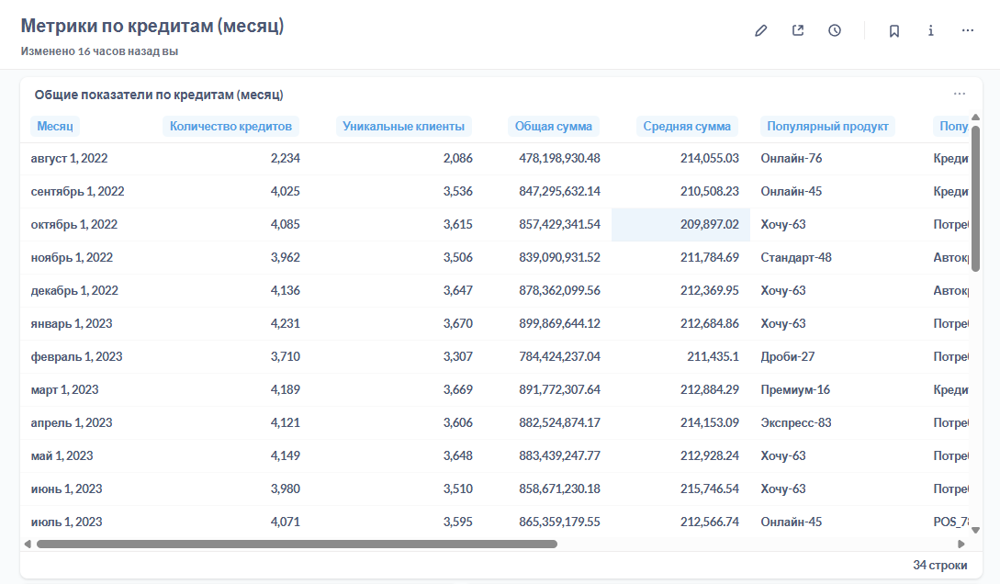 Метрики по кредитам (месяц)
Изменено 16 часов назад вы
Общие показатели по кредитам (месяц)
Месяц Количество кредитов Уникальные клиенты Общая сумма Средняя сумма Популярный продукт Попу
август 1, 2022 2,234 2,086 478,198,930.48 214,055.03 Онлайн-76 Креди
сентябрь 1, 2022 4,025 3,536 847,295,632.14 210,508.23 Онлайн-45 Креди
октябрь 1, 2022 4,085 3,615 857,429,341.54 209,897.02 Хочу-63 Потре
ноябрь 1, 2022 3,962 3,506 839,090,931.52 211,784.69 Стандарт-48 Авток
декабрь 1, 2022 4,136 3,647 878,362,099.56 212,369.95 Хочу-63 Авток
январь 1, 2023 4,231 3,670 899,869,644.12 212,684.86 Хочу-63 Потре
февраль 1, 2023 3,710 3,307 784,424,237.04 211,435.1 Дроби-27 Потре
март 1, 2023 4,189 3,669 891,772,307.64 212,884.29 Премиум-16 Креди
апрель 1, 2023 4,121 3,606 882,524,874.17 214,153.09 Экспресс-83 Потре
май 1, 2023 4,149 3,648 883,439,247.77 212,928.24 Хочу-63 Потре
июнь 1, 2023 3,980 3,510 858,671,230.18 215,746.54 Хочу-63 Потре
июль 1, 2023 4,071 3,595 865,359,179.55 212,566.74 Онлайн-45 POS_78
34 строки